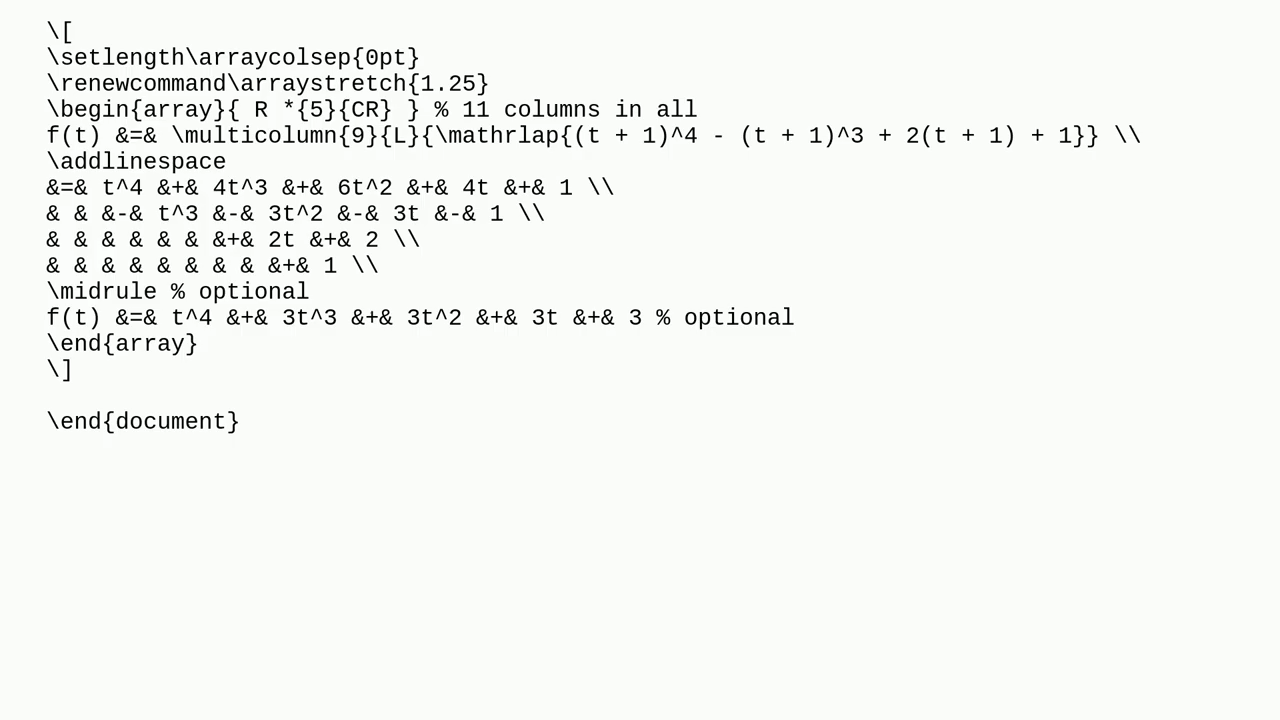 \[
\setlength\arraycolsep{0pt}
\renewcommand\arraystretch{1.25}
\begin{array}{ R *{5}{CR} } % 11 columns in all
f(t) &=& \multicolumn{9}{L}{\mathrlap{(t + 1)^4 - (t + 1)^3 + 2(t + 1) + 1}} \\
\addlinespace
&=& t^4 &+& 4t^3 &+& 6t^2 &+& 4t &+& 1 \\
& & &-& t^3 &-& 3t^2 &-& 3t &-& 1 \\
& & & & & & &+& 2t &+& 2 \\
& & & & & & & & &+& 1 \\
\midrule % optional
f(t) &=& t^4 &+& 3t^3 &+& 3t^2 &+& 3t &+& 3 % optional
\end{array}
\]
\end{document}